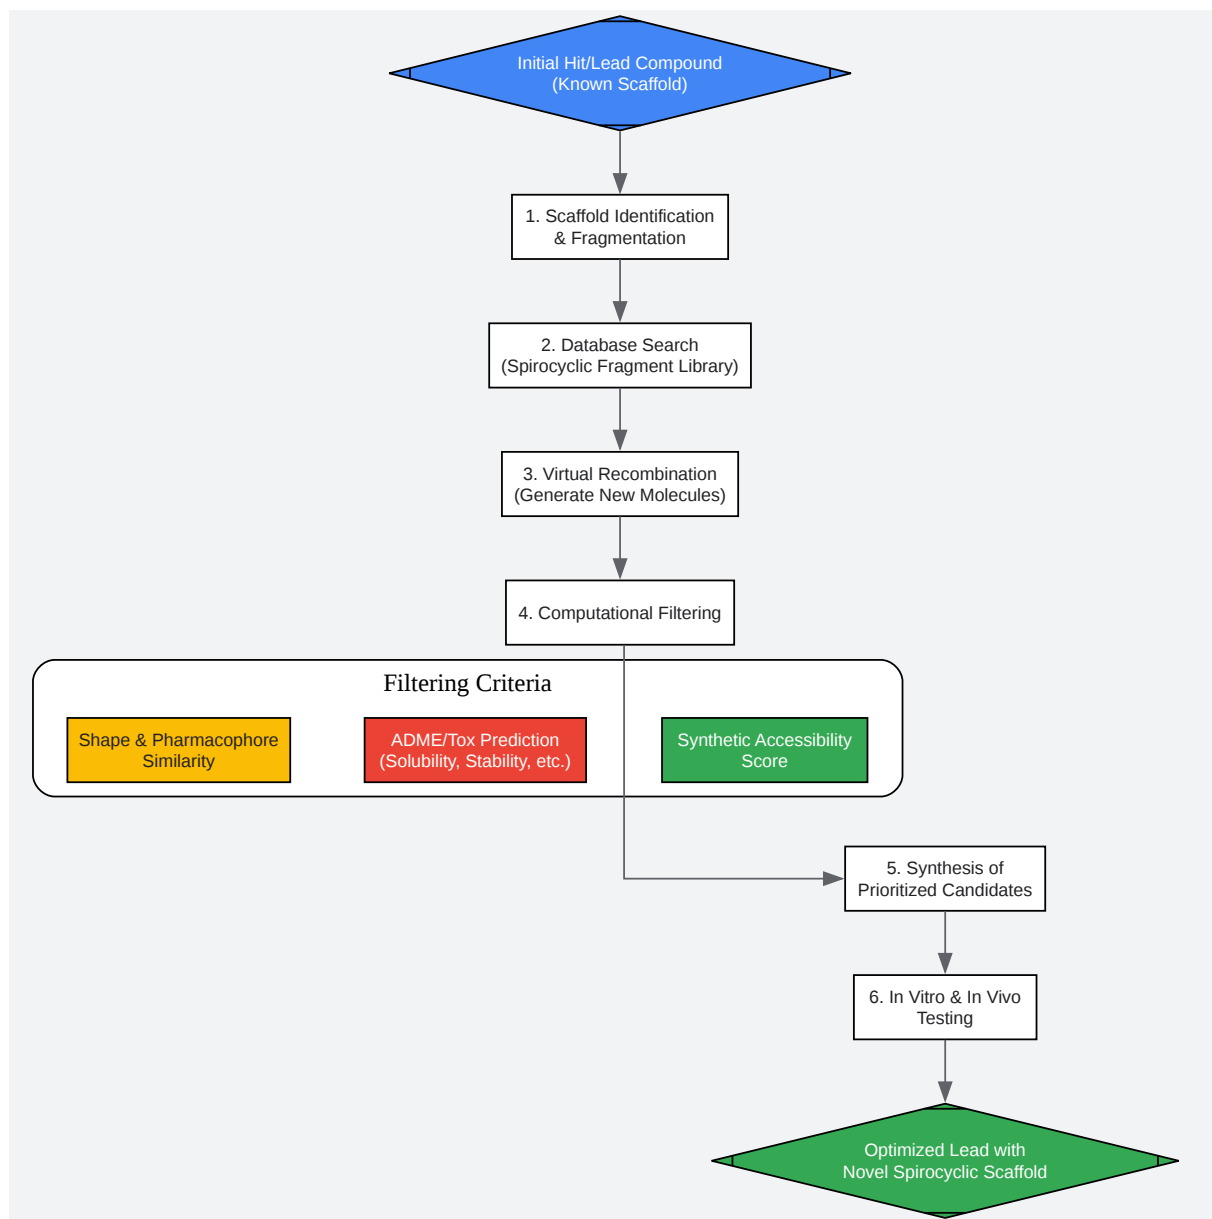 Initial Hit/Lead Compound
(Known Scaffold)
1. Scaffold Identification
& Fragmentation
2. Database Search
(Spirocyclic Fragment Library)
3. Virtual Recombination
(Generate New Molecules)
4. Computational Filtering
Filtering Criteria
Shape & Pharmacophore
Similarity
ADME/Tox Prediction
(Solubility, Stability, etc.)
Synthetic Accessibility
Score
5. Synthesis of
Prioritized Candidates
6. In Vitro & In Vivo
Testing
Optimized Lead with
Novel Spirocyclic Scaffold